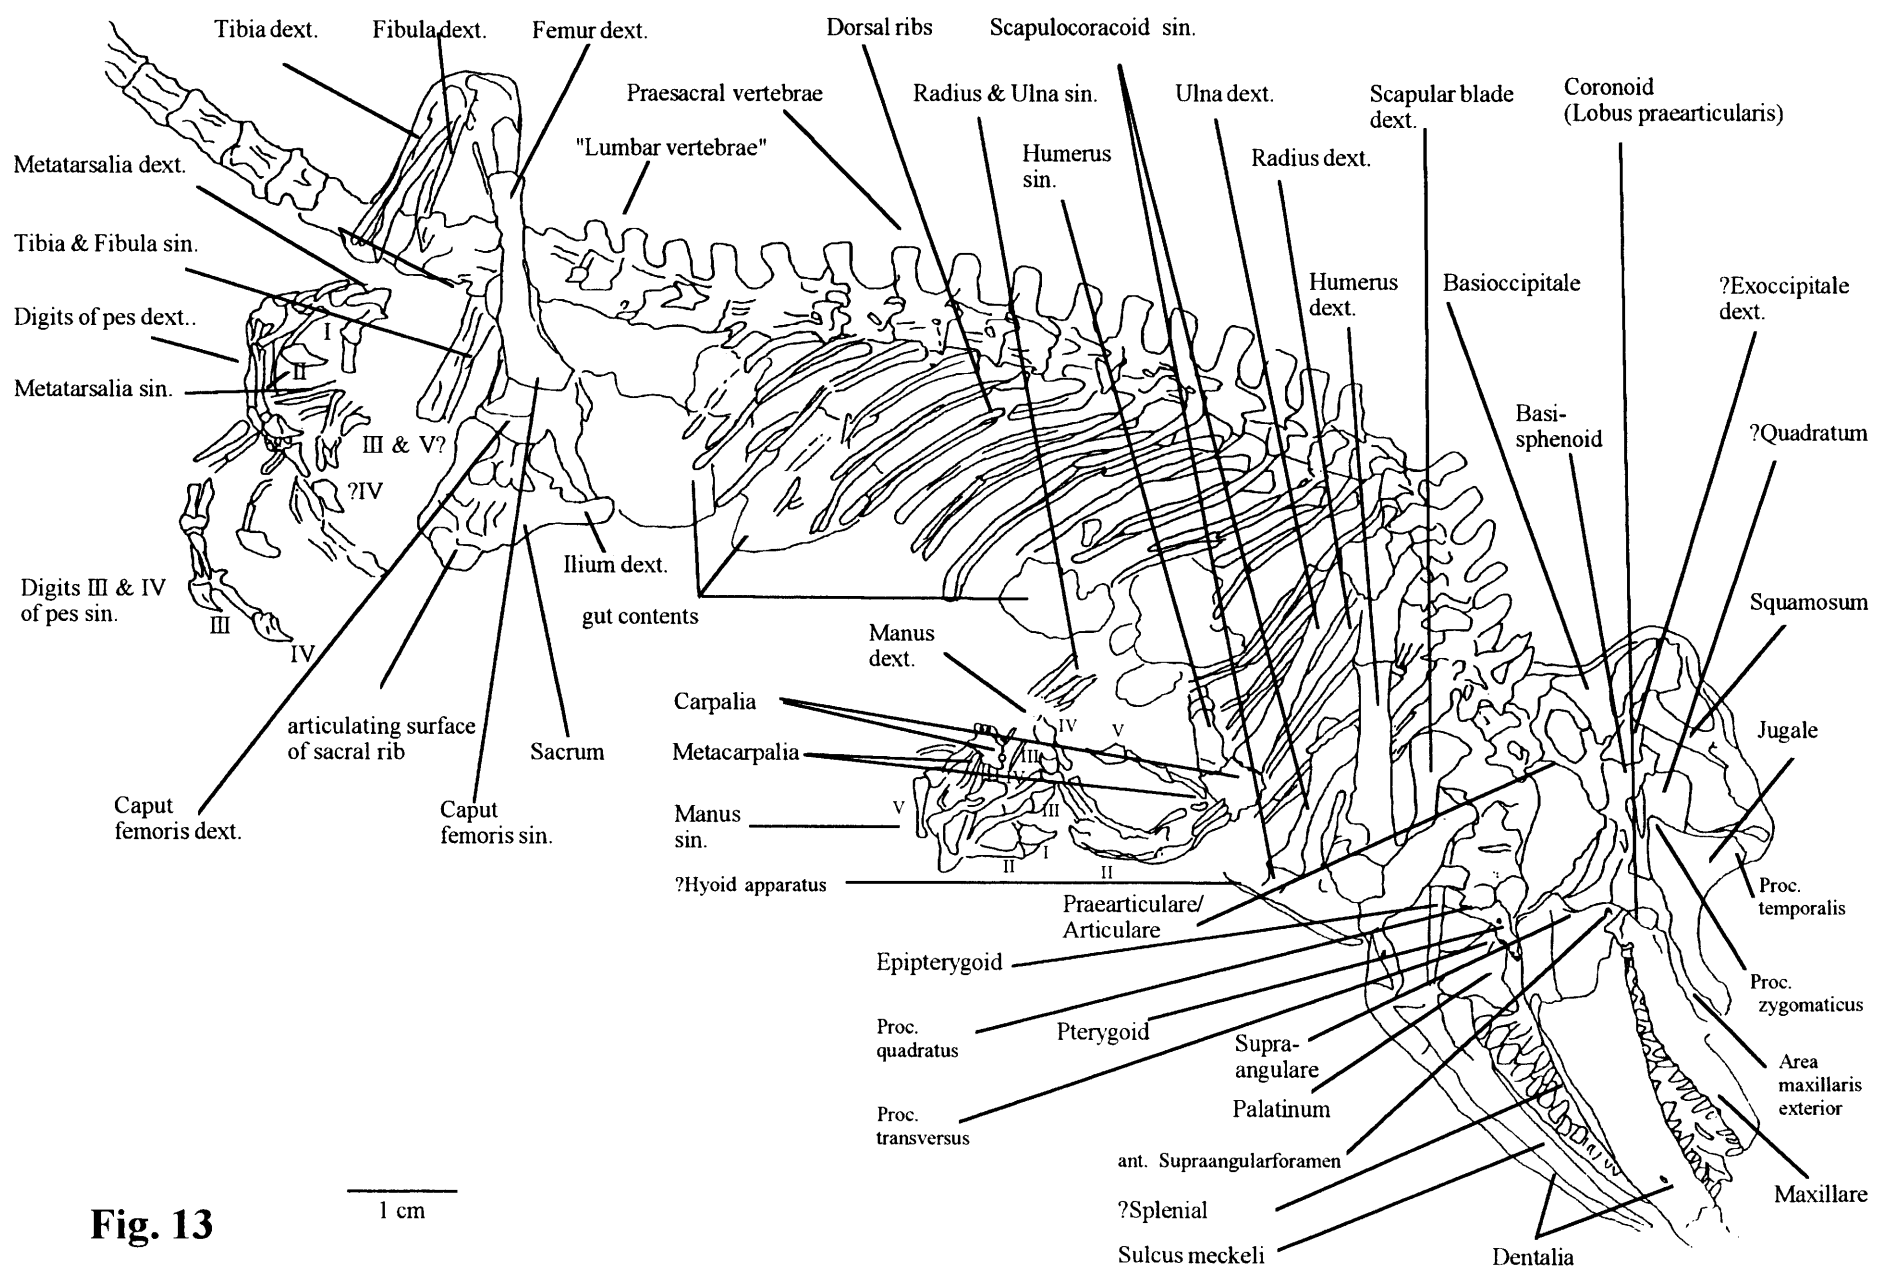 Tibia dext.
Fibula dext.
Femur dext.
Dorsal ribs
Scapulocoracoid sin.
Praesacral vertebrae
Radius & Ulna sin.
Ulna dext.
Scapular blade
dext.
Coronoid
(Lobus praearticularis)
"Lumbar vertebrae"
Humerus
sin.
Radius dext.
Metatarsalia dext.
Tibia & Fibula sin.
Humerus
dext.
Basioccipitale
?Exoccipitale
dext.
Digits of pes dext..
I
II
Metatarsalia sin.
Basi-
sphenoid
?Quadratum
III & V?
?IV
Ilium dext.
gut contents
Digits III & IV
of pes sin.
III
IV
Squamosum
Manus
dext.
Carpalia
Metacarpalia
IV
V
III
II
IV
articulating surface
of sacral rib
Sacrum
Jugale
Caput
femoris dext.
Caput
femoris sin.
Manus
sin.
V
III
I
II
II
?Hyoid apparatus
Praearticulare/
Articulare
Proc.
temporalis
Epipterygoid
Proc.
zygomaticus
Proc.
quadratus
Pterygoid
Supra-
angulare
Area
maxillaris
exterior
Palatinum
Proc.
transversus
ant. Supraangularforamen
?Splenial
Maxillare
Sulcus meckeli
Dentalia
1 cm
Fig. 13